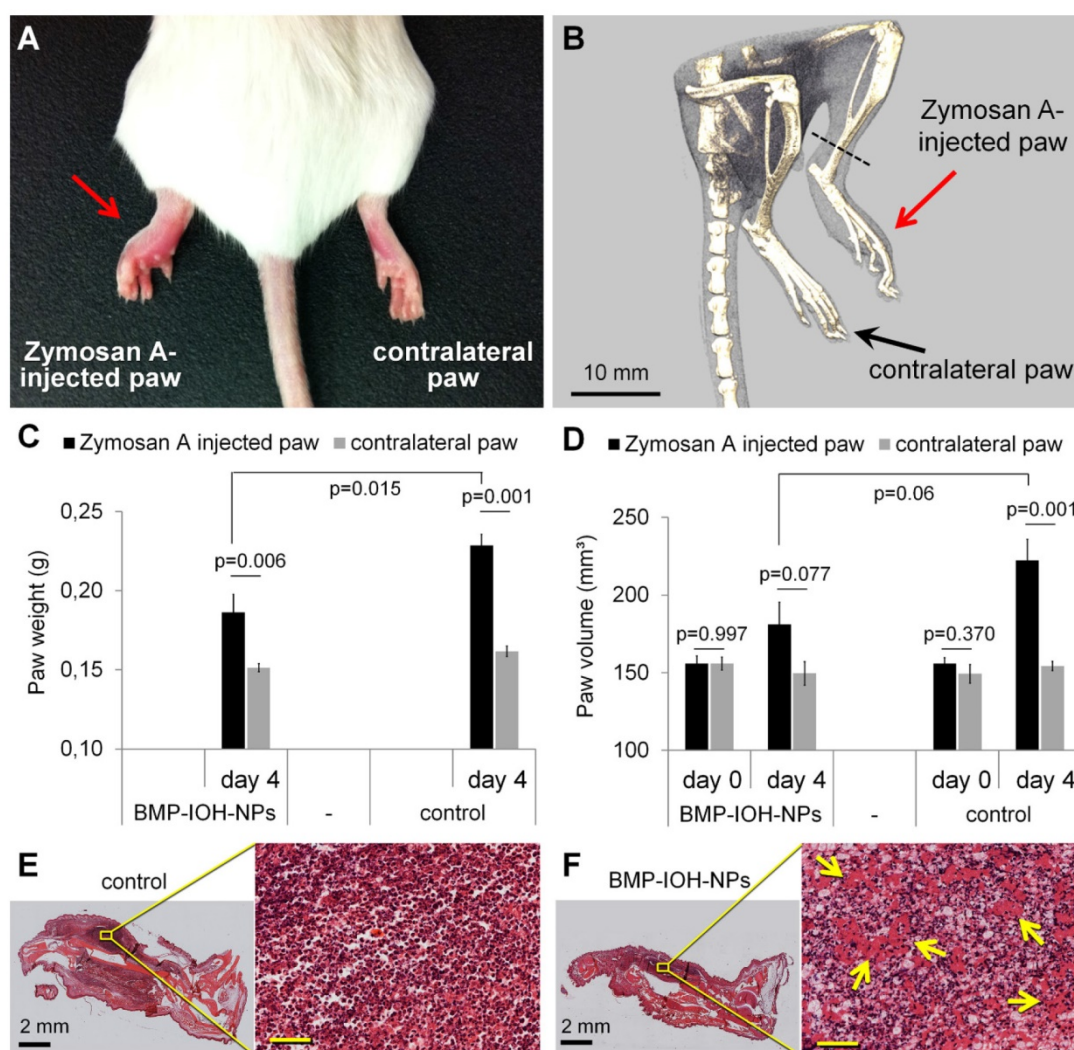 A
Zymosan A-
injected paw
contralateral
paw
B
Zymosan A-
injected paw
contralateral paw
10 mm
C
Zymosan A injected paw
contralateral paw
Paw weight (g)
0,25
0,20
0,15
0,10
p=0.015
p=0.006
p=0.001
day 4
day 4
BMP-IOH-NPs
-
control
D
Zymosan A injected paw
contralateral paw
Paw volume (mm³)
250
200
150
100
p=0.06
p=0.997
p=0.077
p=0.370
p=0.001
day 0
day 4
day 0
day 4
BMP-IOH-NPs
-
control
E
control
2 mm
F
BMP-IOH-NPs
2 mm